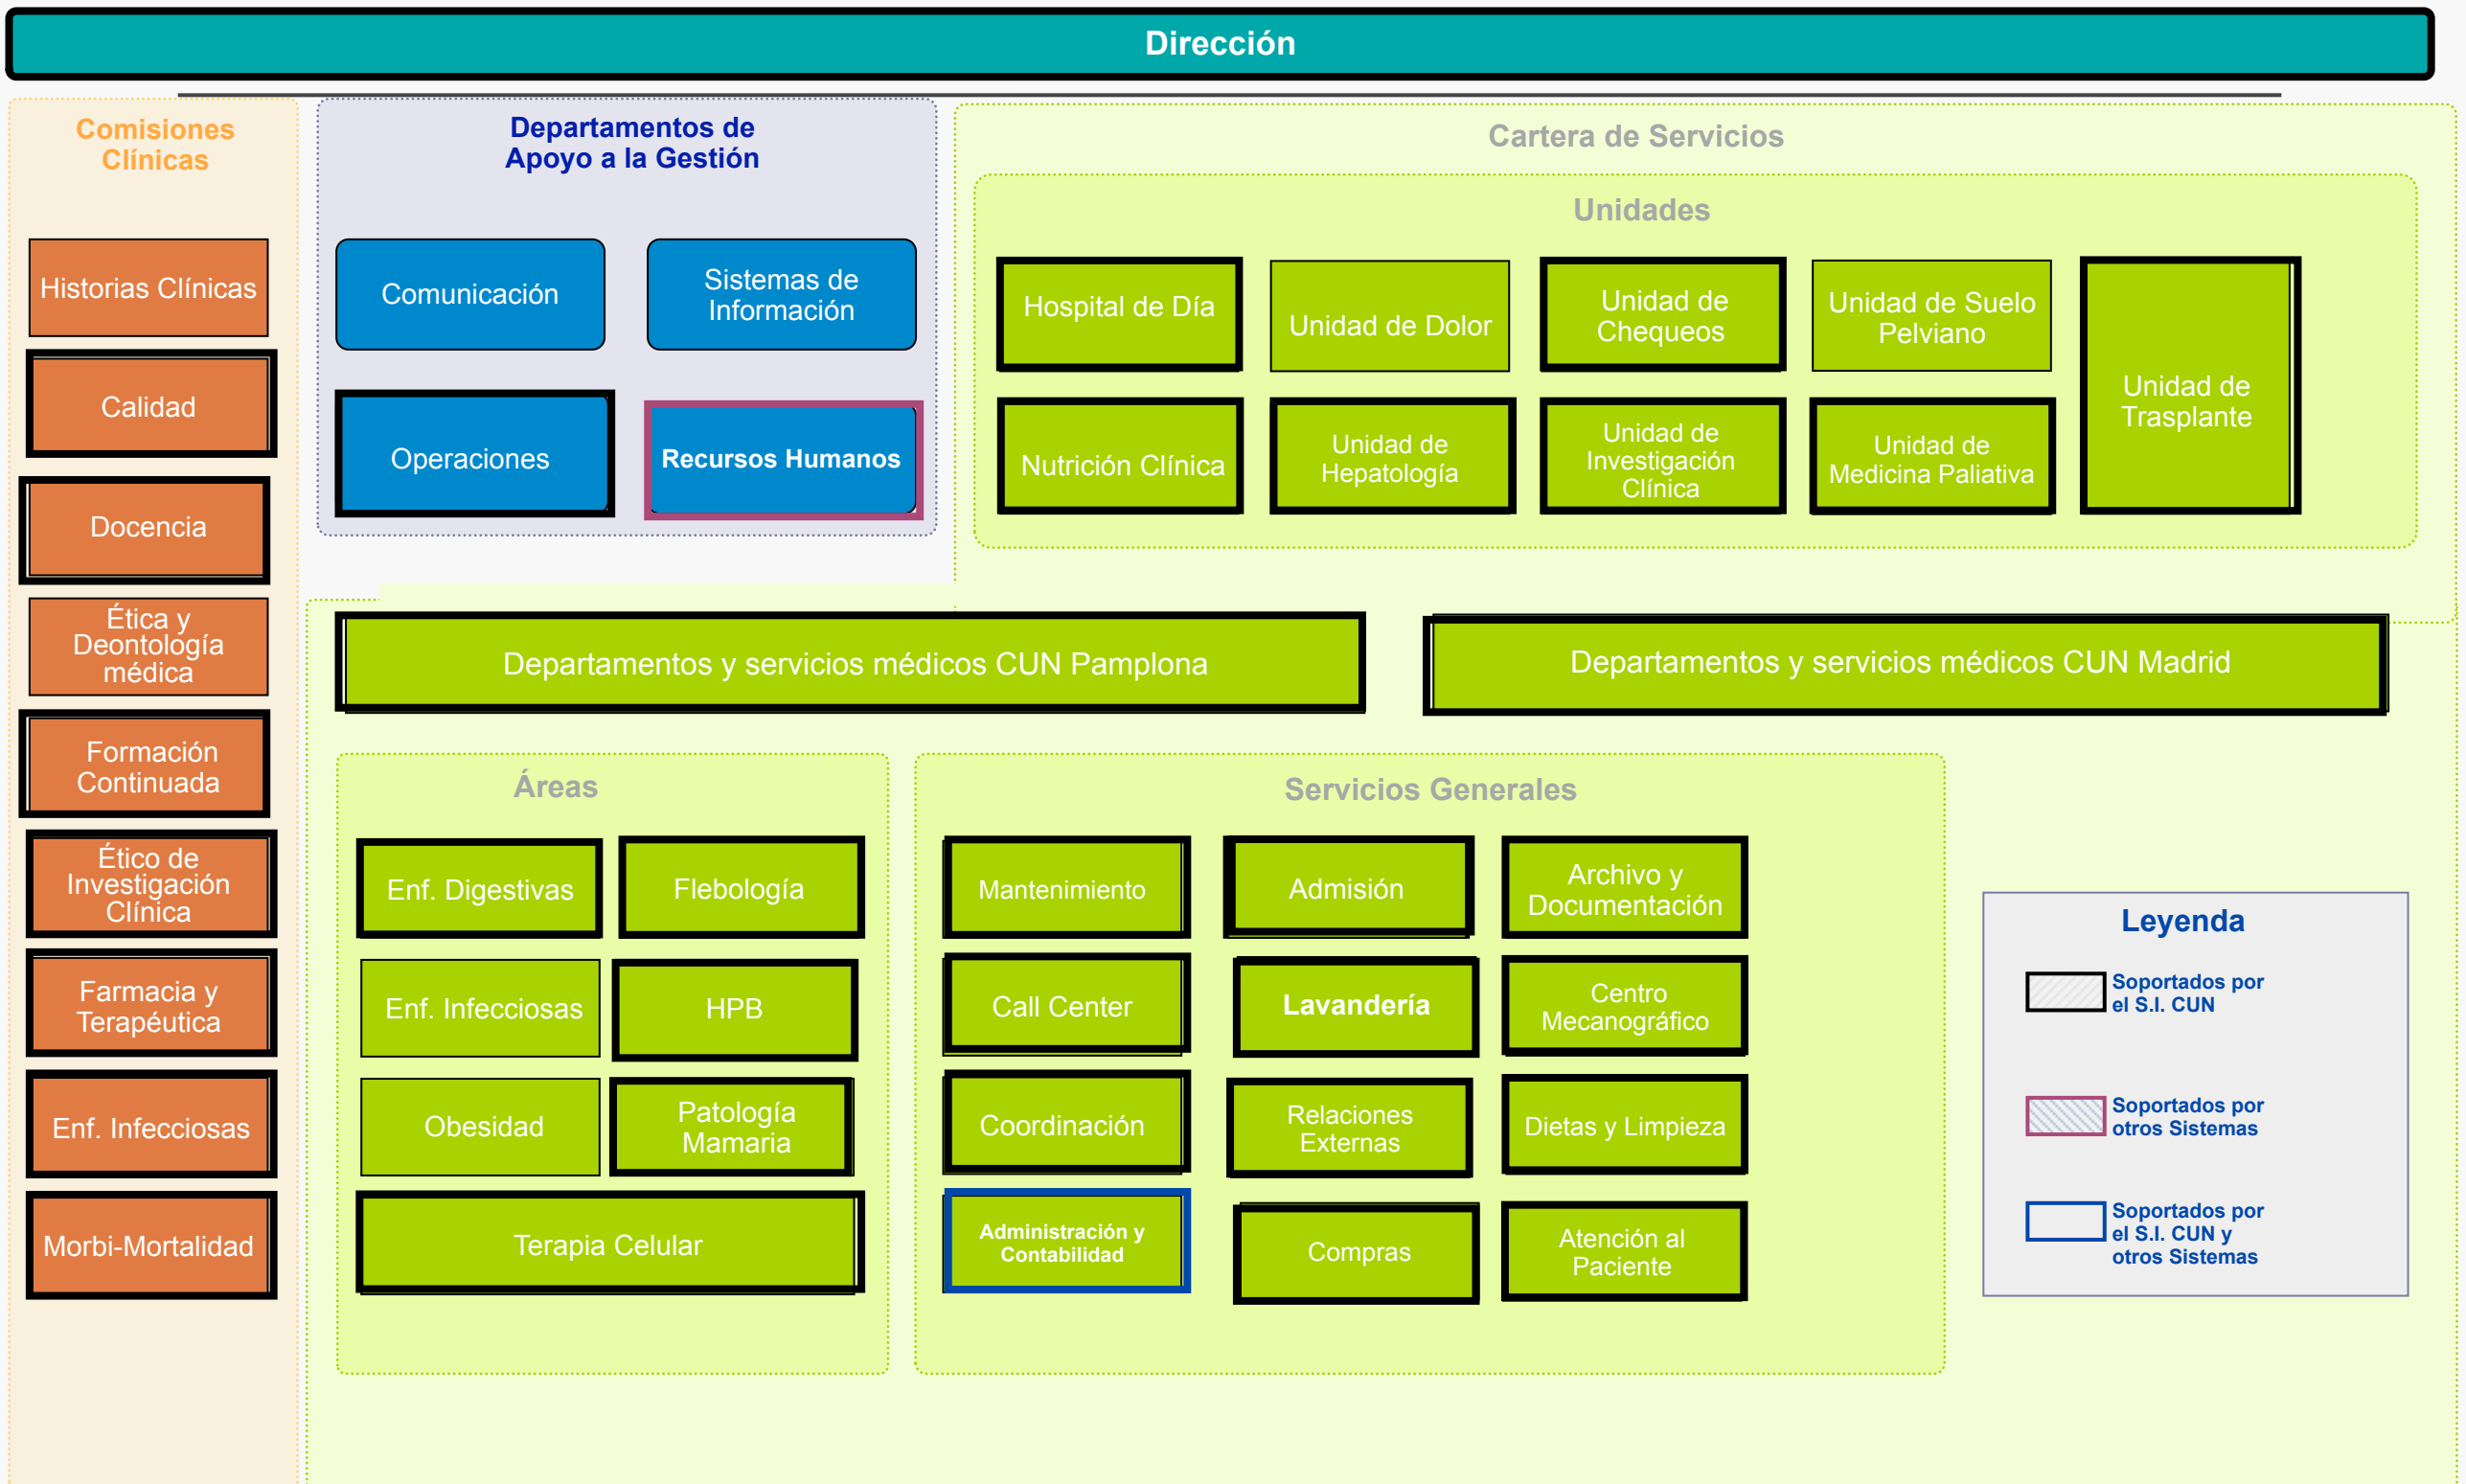 Dirección
Comisiones
Clínicas
Historias Clínicas
Calidad
Docencia
Ética y
Deontología
médica
Formación
Continuada
Ético de
Investigación
Clínica
Farmacia y
Terapéutica
Enf. Infecciosas
Morbi-Mortalidad
Departamentos de
Apoyo a la Gestión
Comunicación
Sistemas de
Información
Operaciones
Recursos Humanos
Cartera de Servicios
Unidades
Hospital de Día
Unidad de Dolor
Unidad de
Chequeos
Unidad de Suelo
Pelviano
Unidad de
Trasplante
Nutrición Clínica
Unidad de
Hepatología
Unidad de
Investigación
Clínica
Unidad de
Medicina Paliativa
Departamentos y servicios médicos CUN Pamplona
Departamentos y servicios médicos CUN Madrid
Áreas
Enf. Digestivas
Flebología
Enf. Infecciosas
HPB
Obesidad
Patología
Mamaria
Terapia Celular
Servicios Generales
Mantenimiento
Admisión
Archivo y
Documentación
Call Center
Lavandería
Centro
Mecanográfico
Coordinación
Relaciones
Externas
Dietas y Limpieza
Administración y
Contabilidad
Compras
Atención al
Paciente
Leyenda
Soportados por
el S.I. CUN
Soportados por
otros Sistemas
Soportados por
el S.I. CUN y
otros Sistemas